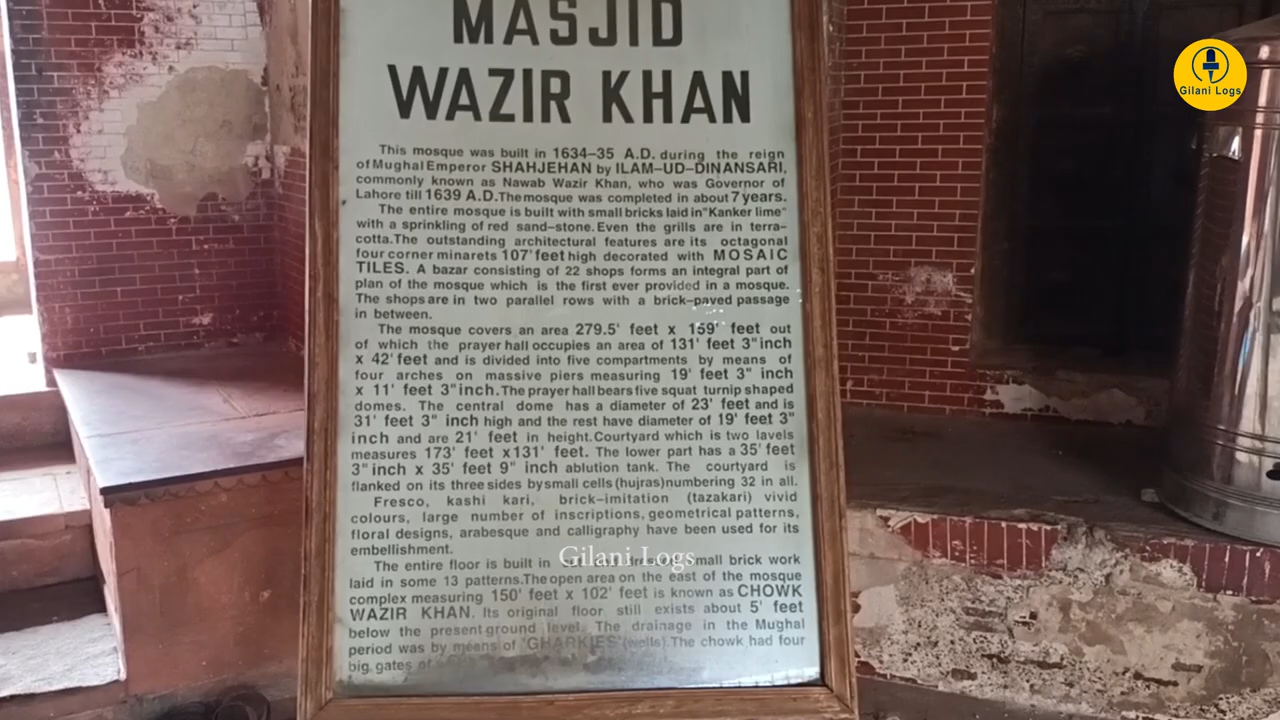 MASJID
WAZIR KHAN
This mosque was built in 1634–35 A.D. during the reign
of Mughal Emperor SHAHJEHAN by ILAM–UD–DINANSARI,
commonly known as Nawab Wazir Khan, who was Governor of
Lahore till 1639 A.D.The mosque was completed in about 7 years.
The entire mosque is built with small bricks laid in"Kanker lime"
with a sprinkling of red sand–stone. Even the grills are in terra–
cotta.The outstanding architectural features are its octagonal
four corner minarets 107' feet high decorated with MOSAIC
TILES. A bazar consisting of 22 shops forms an integral part of
plan of the mosque which is the first ever provided in a mosque.
The shops are in two parallel rows with a brick–paved passage
in between.
The mosque covers an area 279.5' feet x 159' feet out
of which the prayer hall occupies an area of 131' feet 3" inch
x 42' feet and is divided into five compartments by means of
four arches on massive piers measuring 19' feet 3" inch
x 11' feet 3" inch. The prayer hall bears five squat turnip shaped
domes. The central dome has a diameter of 23' feet and is
31' feet 3" inch high and the rest have diameter of 19' feet 3"
inch and are 21' feet in height. Courtyard which is two lavels
measures 173' feet x131' feet. The lower part has a 35' feet
3" inch x 35' feet 9" inch ablution tank. The courtyard is
flanked on its three sides by small cells (hujras)numbering 32 in all.
Fresco, kashi kari, brick–imitation (tazakari) vivid
colours, large number of inscriptions, geometrical patterns,
floral designs, arabesque and calligraphy have been used for its
embellishment.
The entire floor is built in small brick work
laid in some 13 patterns.The open area on the east of the mosque
complex measuring 150' feet x 102' feet is known as CHOWK
WAZIR KHAN. Its original floor still exists about 5' feet
below the present ground level. The drainage in the Mughal
period was by means of "GHARKIES" (wells). The chowk had four
big gates of
Gilani Logs
Gilani Logs